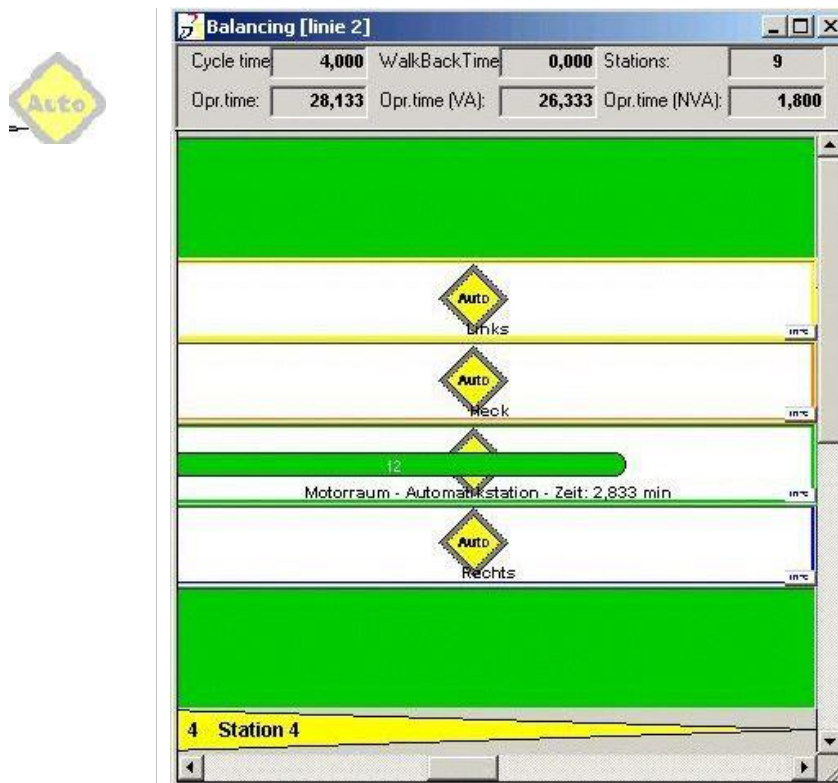 Auto
Balancing [linie 2]
Cycle time 4,000 WalkBackTime 0,000 Stations: 9
Opr.time: 28,133 Opr.time (VA): 26,333 Opr.time (NVA): 1,800
Auto
Links
Auto
Heck
12
Motorraum - Automatikstation - Zeit: 2,833 min
Auto
Rechts
4 Station 4